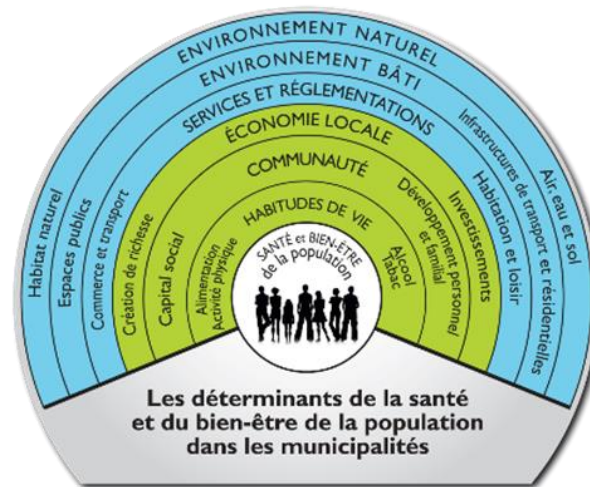 ENVIRONNEMENT NATUREL
Habitat naturel
Air, eau et sol
ENVIRONNEMENT BÂTI
Espaces publics
Infrastructures de transport et résidentielles
SERVICES ET RÉGLEMENTATIONS
Commerce et transport
Habitation et loisir
ÉCONOMIE LOCALE
Création de richesse
Investissements
COMMUNAUTÉ
Capital social
Développement personnel
et familial
HABITUDES DE VIE
Alimentation
Activité physique
Alcool
Tabac
SANTÉ et BIEN-ÊTRE
de la population
Les déterminants de la santé
et du bien-être de la population
dans les municipalités